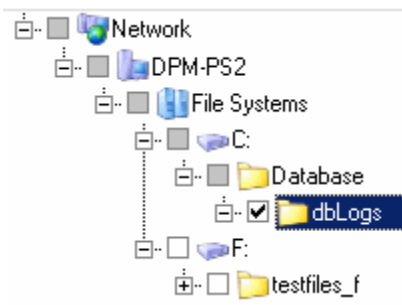 Network
DPM-PS2
File Systems
C:
Database
dbLogs
F:
testfiles_f